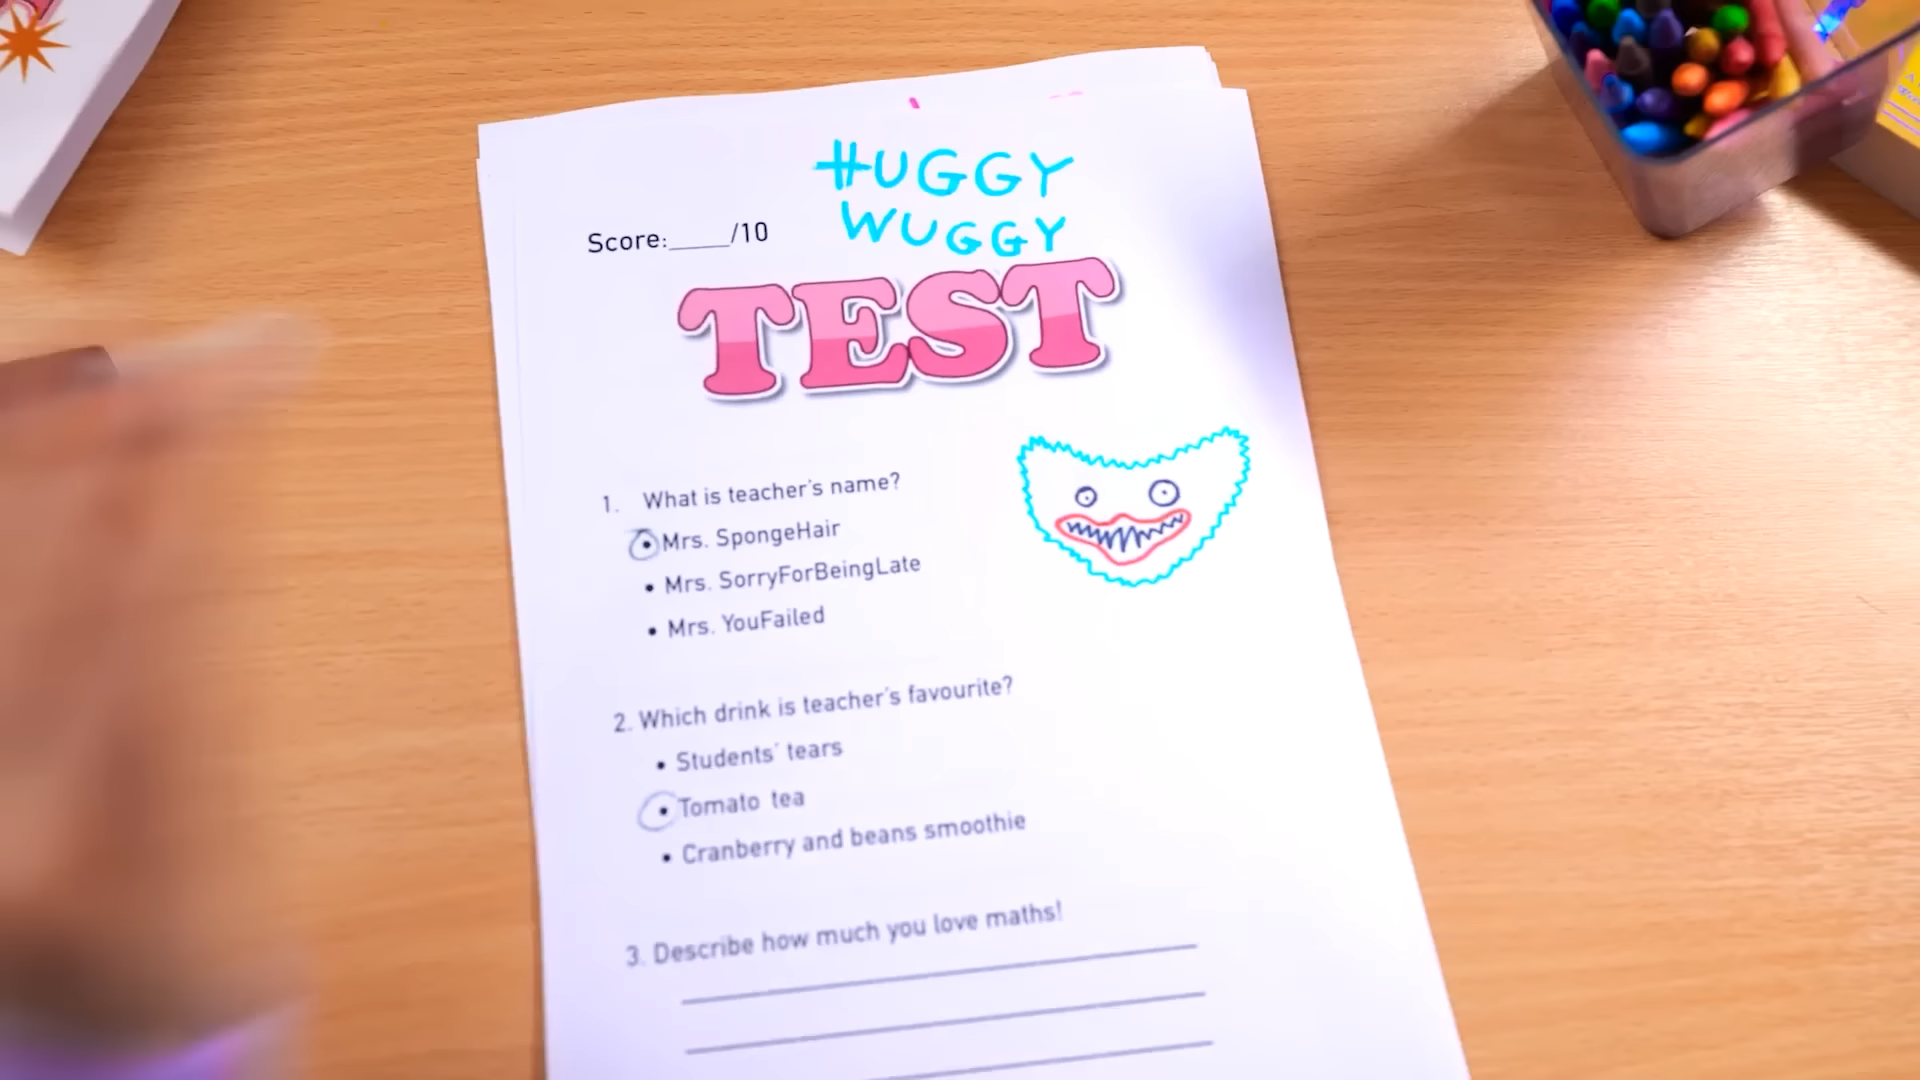 HUGGY
WUGGY
Score:_____/10
TEST
1. What is teacher's name?
• Mrs. SpongeHair
• Mrs. SorryForBeingLate
• Mrs. YouFailed
2. Which drink is teacher's favourite?
• Students' tears
• Tomato tea
• Cranberry and beans smoothie
3. Describe how much you love maths!